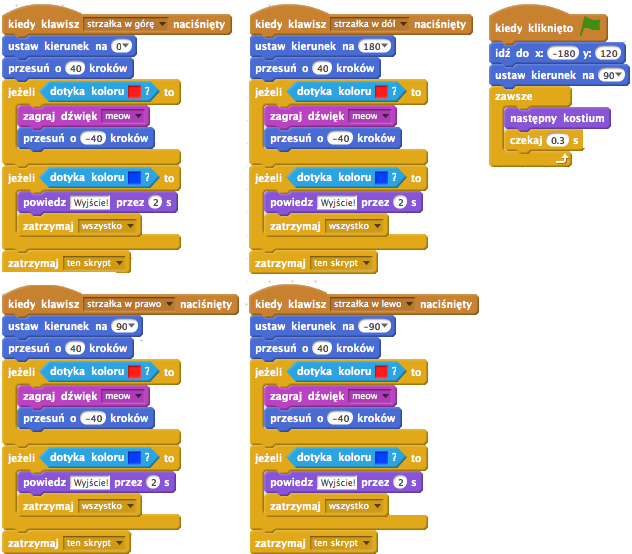 kiedy klawisz strzałka w górę naciśnięty
ustaw kierunek na 0
przesuń o 40 kroków
jeżeli dotyka koloru ? to
zagraj dźwięk meow
przesuń o -40 kroków
jeżeli dotyka koloru ? to
powiedz Wyjście! przez 2 s
zatrzymaj wszystko
zatrzymaj ten skrypt
kiedy klawisz strzałka w dół naciśnięty
ustaw kierunek na 180
przesuń o 40 kroków
jeżeli dotyka koloru ? to
zagraj dźwięk meow
przesuń o -40 kroków
jeżeli dotyka koloru ? to
powiedz Wyjście! przez 2 s
zatrzymaj wszystko
zatrzymaj ten skrypt
kiedy kliknięto
idź do x: -180 y: 120
ustaw kierunek na 90
zawsze
następny kostium
czekaj 0.3 s
kiedy klawisz strzałka w prawo naciśnięty
ustaw kierunek na 90
przesuń o 40 kroków
jeżeli dotyka koloru ? to
zagraj dźwięk meow
przesuń o -40 kroków
jeżeli dotyka koloru ? to
powiedz Wyjście! przez 2 s
zatrzymaj wszystko
zatrzymaj ten skrypt
kiedy klawisz strzałka w lewo naciśnięty
ustaw kierunek na -90
przesuń o 40 kroków
jeżeli dotyka koloru ? to
zagraj dźwięk meow
przesuń o -40 kroków
jeżeli dotyka koloru ? to
powiedz Wyjście! przez 2 s
zatrzymaj wszystko
zatrzymaj ten skrypt